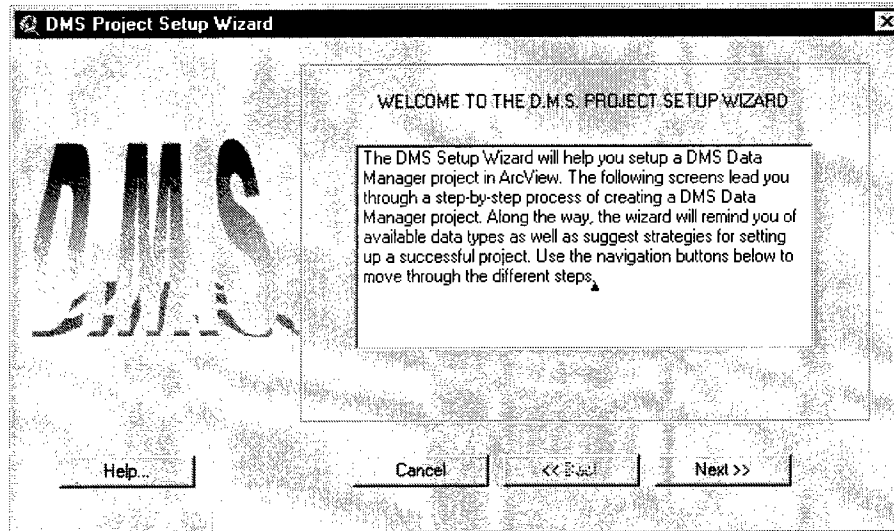 DMS Project Setup Wizard
WELCOME TO THE D.M.S. PROJECT SETUP WIZARD
D.M.S.
The DMS Setup Wizard will help you setup a DMS Data
Manager project in ArcView. The following screens lead you
through a step-by-step process of creating a DMS Data
Manager project. Along the way, the wizard will remind you of
available data types as well as suggest strategies for setting
up a successful project. Use the navigation buttons below to
move through the different steps.
Help...
Cancel
<< Back
Next >>